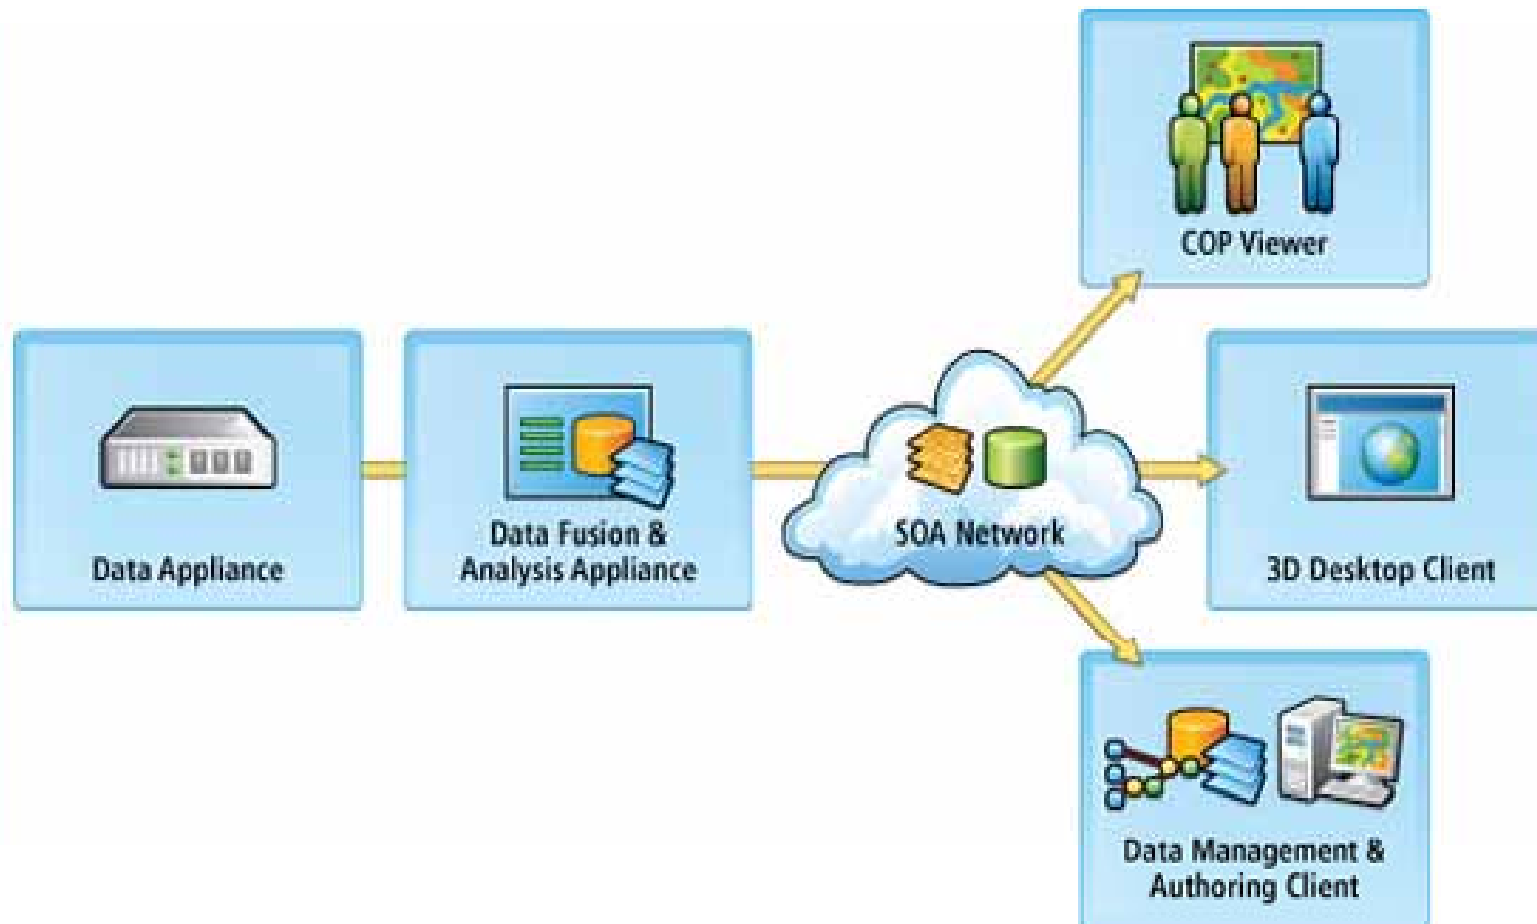 COP Viewer
Data Appliance
Data Fusion &
Analysis Appliance
SOA Network
3D Desktop Client
Data Management &
Authoring Client